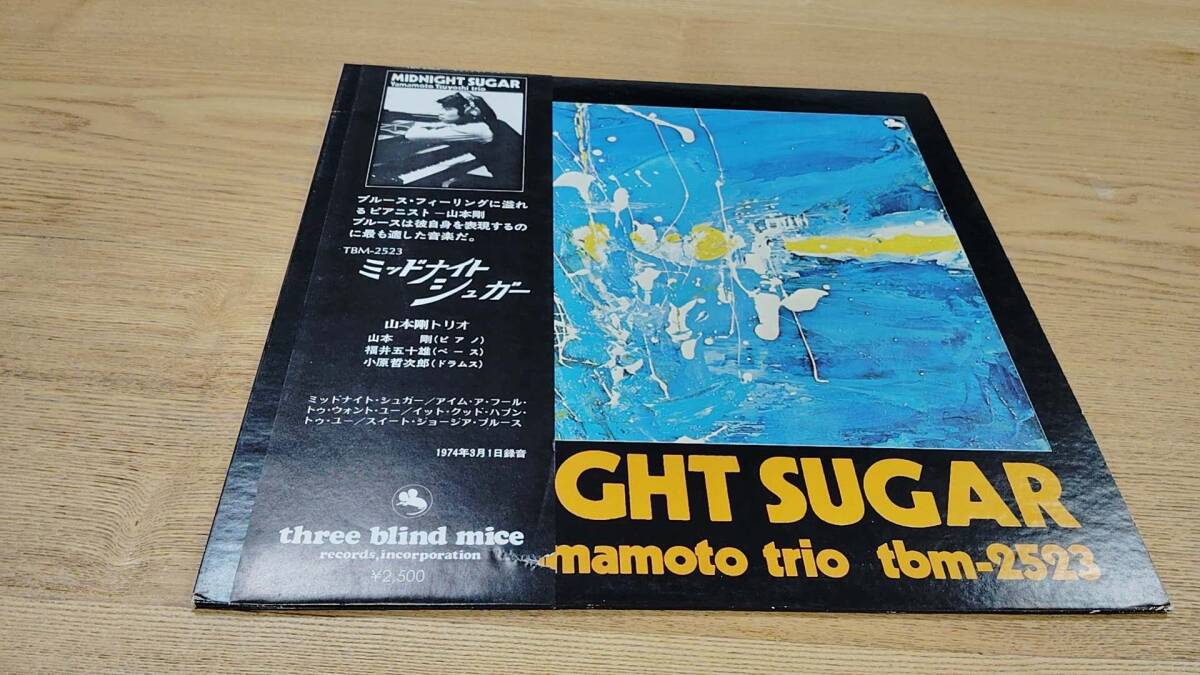 MIDNIGHT SUGAR
Yamamoto Tsuyoshi trio
ブルース・フィーリングに溢れ
るピアニスト―山本剛
ブルースは彼自身を表現するの
に最も適した音楽だ。
TBM-2523
ミッドナイト
シュガー
山本剛トリオ
山本　剛(ピアノ)
福井五十雄(ベース)
小原哲次郎(ドラムス)
ミッドナイト・シュガー/アイム・ア・フール・
トゥ・ウォント・ユー/イット・クッド・ハプン・
トゥ・ユー/スイート・ジョージア・ブルース
1974年3月1日録音
three blind mice
records, incorporation
¥2,500
GHT SUGAR
mamoto trio tbm-2523